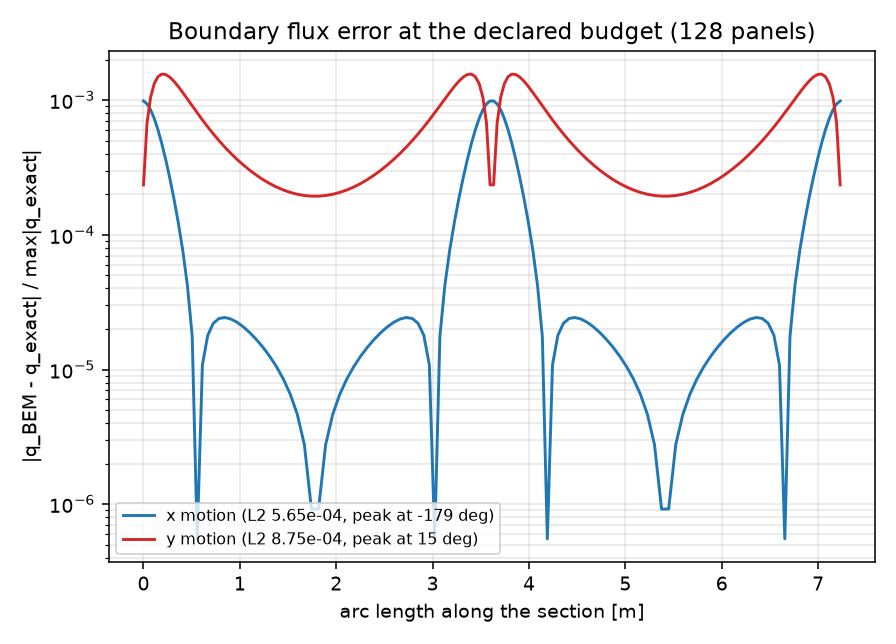 Boundary flux error at the declared budget (128 panels)
|q_BEM - q_exact| / max|q_exact|
10⁻³
10⁻⁴
10⁻⁵
10⁻⁶
x motion (L2 5.65e-04, peak at -179 deg)
y motion (L2 8.75e-04, peak at 15 deg)
0 1 2 3 4 5 6 7
arc length along the section [m]